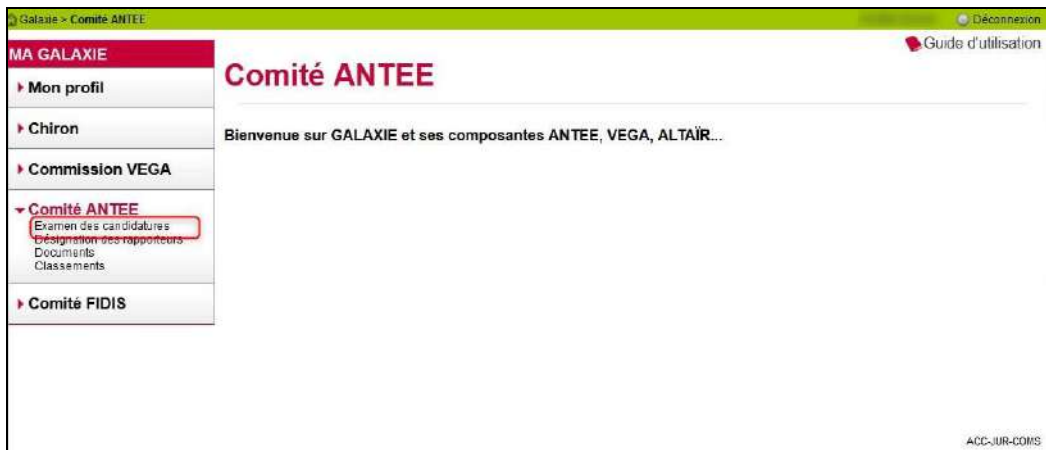 Galaxie > Comité ANTEE
Déconnexion
Guide d'utilisation
MA GALAXIE
Mon profil
Chiron
Commission VEGA
Comité ANTEE
Examen des candidatures
Désignation des rapporteurs
Documents
Classements
Comité FIDIS
Comité ANTEE
Bienvenue sur GALAXIE et ses composantes ANTEE, VEGA, ALTAÏR...
ACC-JUR-COMS